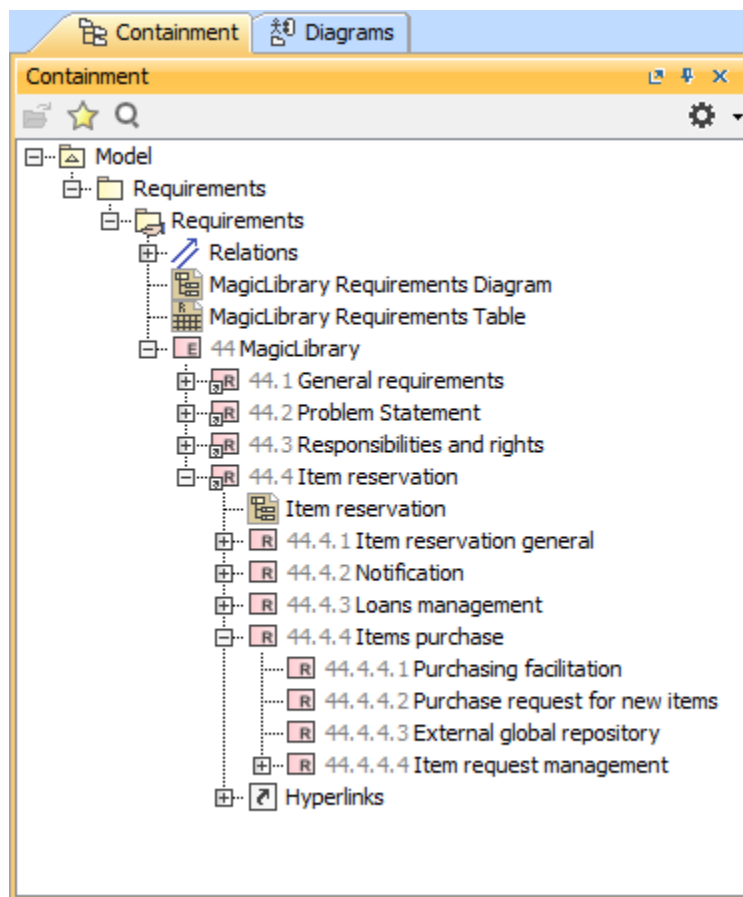 Containment Diagrams
Containment
Model
Requirements
Requirements
Relations
MagicLibrary Requirements Diagram
MagicLibrary Requirements Table
E 44 MagicLibrary
R 44.1 General requirements
R 44.2 Problem Statement
R 44.3 Responsibilities and rights
R 44.4 Item reservation
Item reservation
R 44.4.1 Item reservation general
R 44.4.2 Notification
R 44.4.3 Loans management
R 44.4.4 Items purchase
R 44.4.4.1 Purchasing facilitation
R 44.4.4.2 Purchase request for new items
R 44.4.4.3 External global repository
R 44.4.4.4 Item request management
Hyperlinks